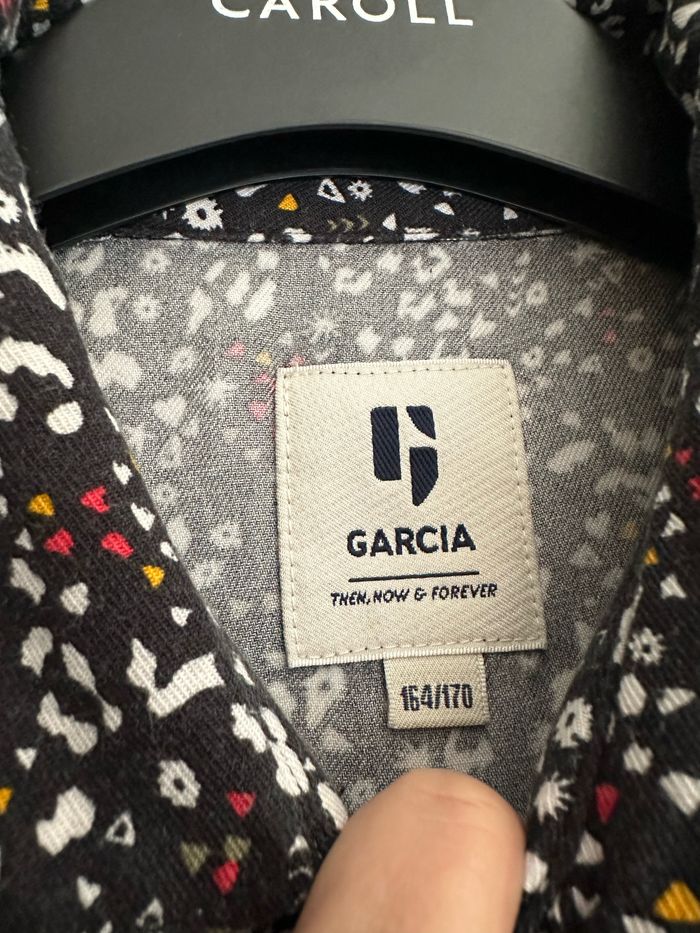 CAROLL
GARCIA
THEN, NOW & FOREVER
164/170